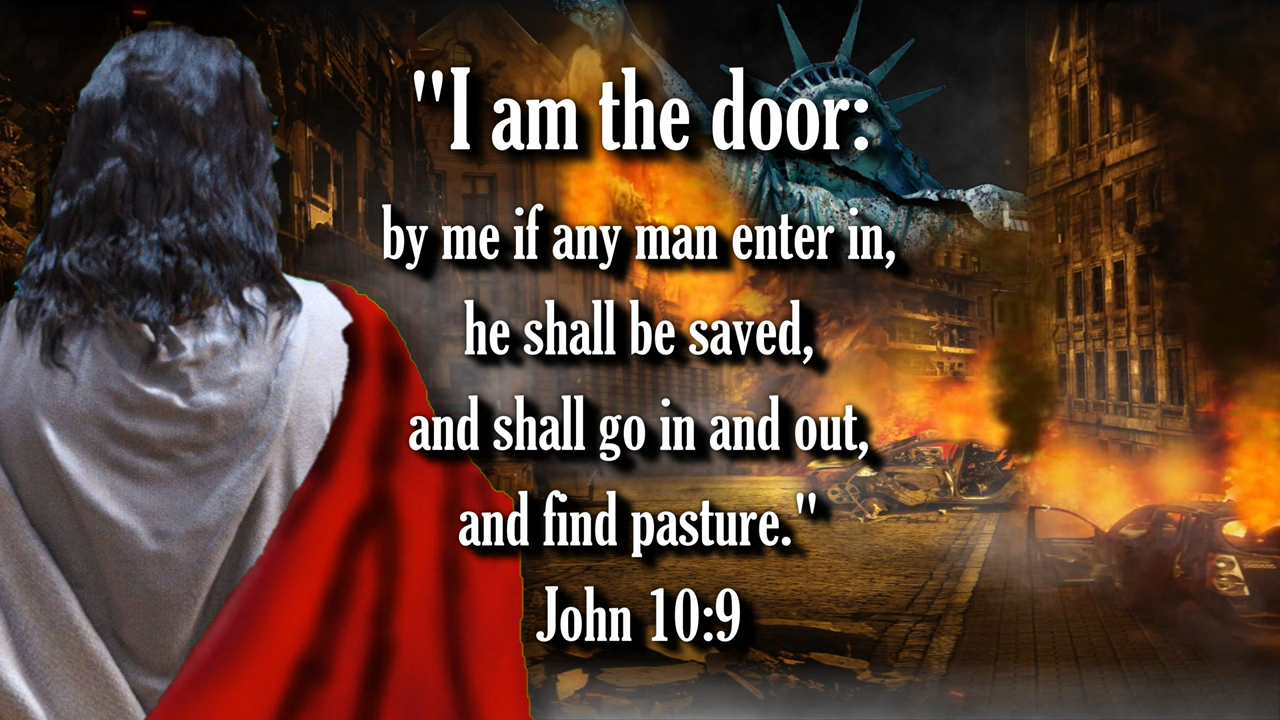 "I am the door:
by me if any man enter in,
he shall be saved,
and shall go in and out,
and find pasture."
John 10:9